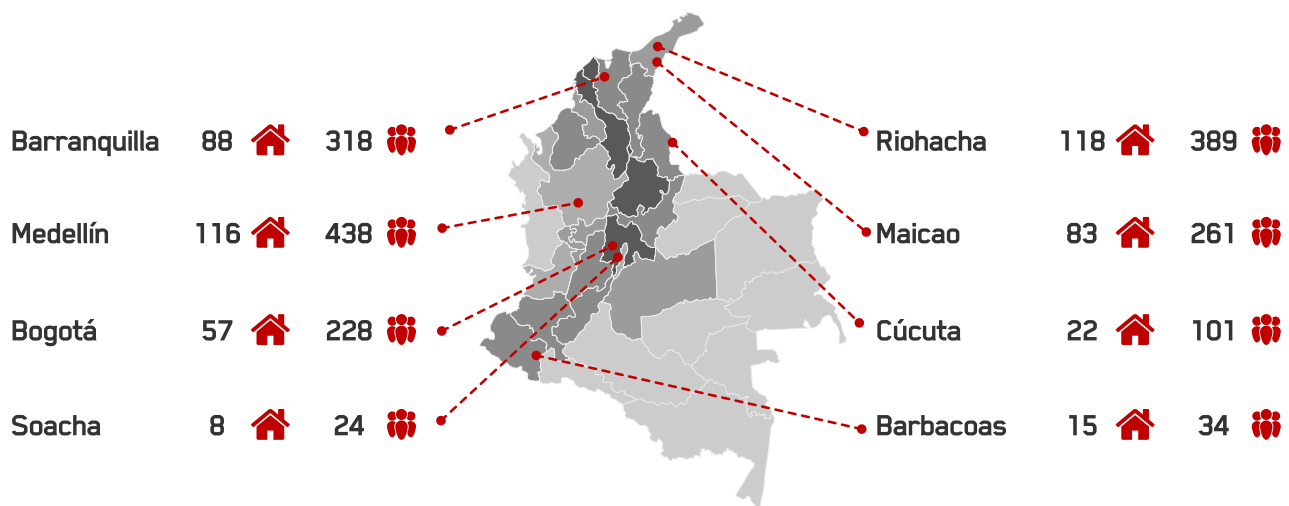 Barranquilla 88 318
Medellín 116 438
Bogotá 57 228
Soacha 8 24
Riohacha 118 389
Maicao 83 261
Cúcuta 22 101
Barbacoas 15 34